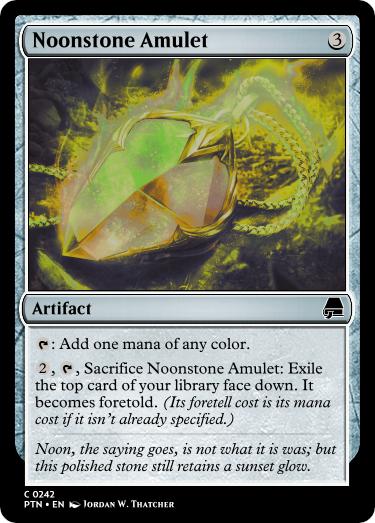 Noonstone Amulet 3
Artifact
: Add one mana of any color.
2, , Sacrifice Noonstone Amulet: Exile
the top card of your library face down. It
becomes foretold. (Its foretell cost is its mana
cost if it isn't already specified.)
Noon, the saying goes, is not what it was; but
this polished stone still retains a sunset glow.
C 0242
PTN • EN Jordan W. Thatcher